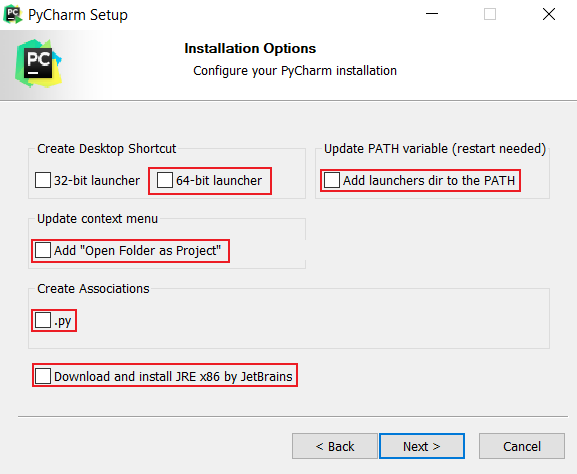 PC PyCharm Setup
PC
Installation Options
Configure your PyCharm installation
Create Desktop Shortcut
32-bit launcher
64-bit launcher
Update PATH variable (restart needed)
Add launchers dir to the PATH
Update context menu
Add "Open Folder as Project"
Create Associations
.py
Download and install JRE x86 by JetBrains
< Back
Next >
Cancel